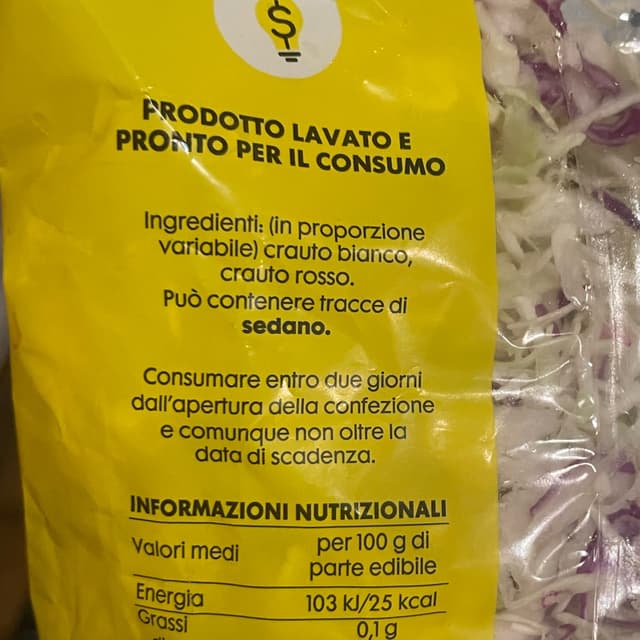 $
PRODOTTO LAVATO E
PRONTO PER IL CONSUMO
Ingredienti: (in proporzione
variabile) crauto bianco,
crauto rosso.
Può contenere tracce di
sedano.
Consumare entro due giorni
dall'apertura della confezione
e comunque non oltre la
data di scadenza.
INFORMAZIONI NUTRIZIONALI
Valori medi per 100 g di
parte edibile
Energia 103 kJ/25 kcal
Grassi 0,1 g